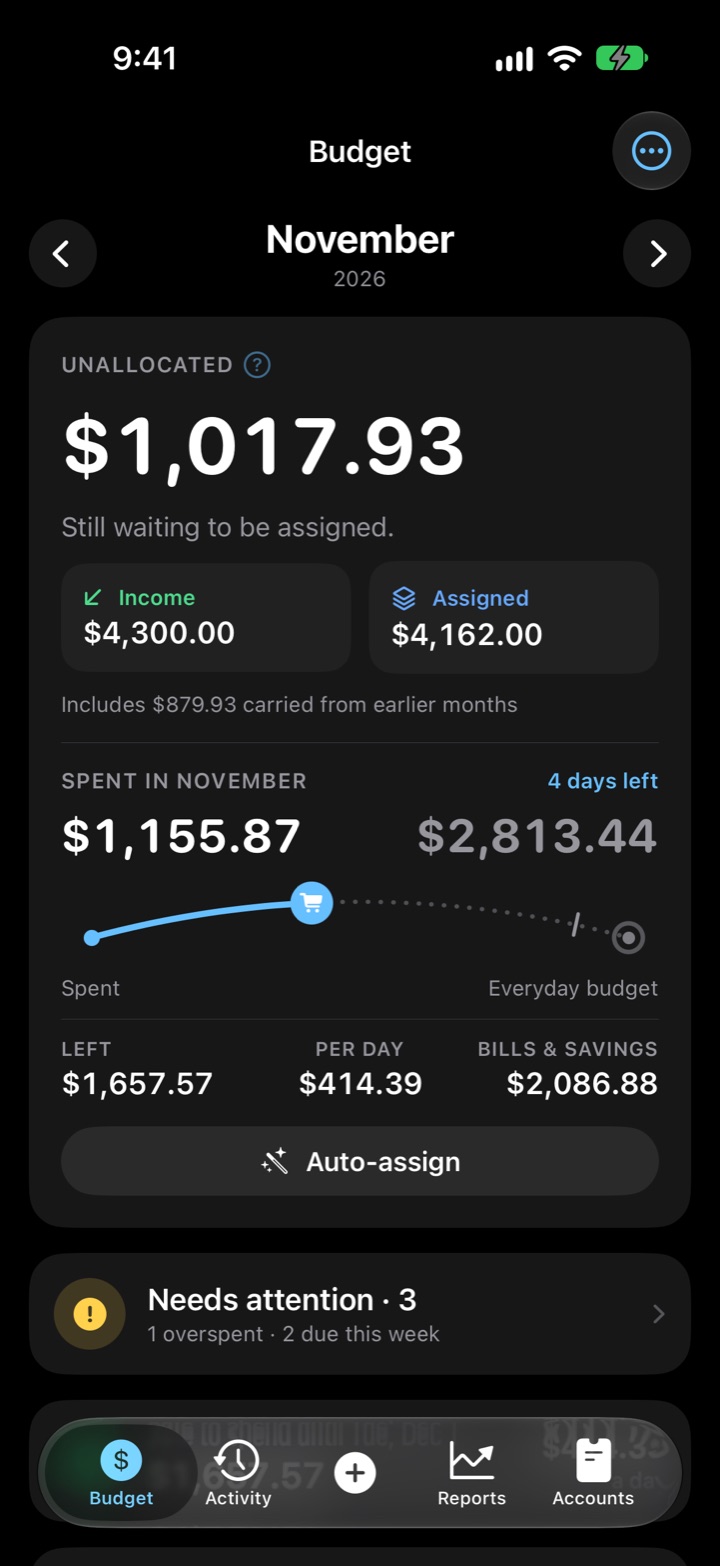 9:41
Budget
November
2026
UNALLOCATED ?
$1,017.93
Still waiting to be assigned.
Income
$4,300.00
Assigned
$4,162.00
Includes $879.93 carried from earlier months
SPENT IN NOVEMBER
4 days left
$1,155.87
$2,813.44
Spent
Everyday budget
LEFT
$1,657.57
PER DAY
$414.39
BILLS & SAVINGS
$2,086.88
Auto-assign
Needs attention · 3
1 overspent · 2 due this week
Budget
Activity
Reports
Accounts